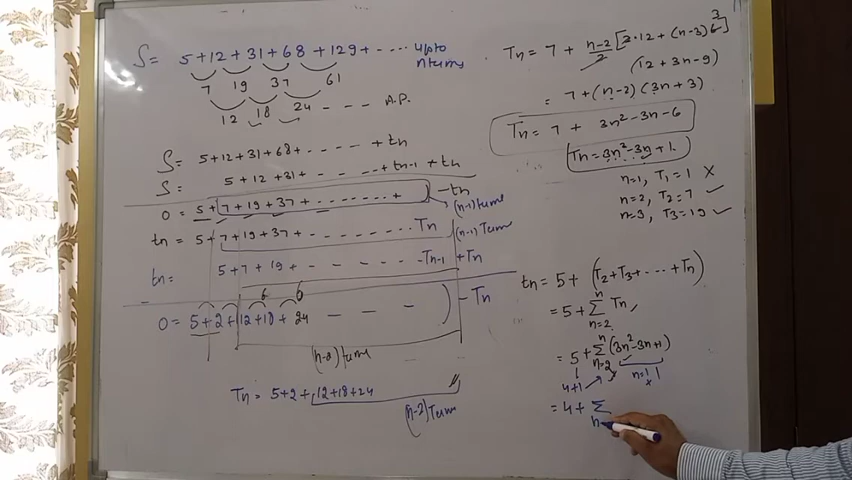 S = 5+12+31+68+129+ .... upto
n terms
7 19 37 61
12 18 24 - - - - A.P.
S = 5+12+31+68+ - . . . . + tn
S = 5+12+31+ - - . . . +tn-1 + tn
0 = 5+7+19+37+ - . . . . . . . + ) -tn
(n-1) terms
tn = 5+7+19+37+ - . . . . . . Tn
(n-1) Term
tn = 5+7+19+ - - - - - - Tn-1 + Tn
6 6
0 = 5+2+12+18+24 - - - ) - Tn
(n-2) terms
Tn = 5+2+12+18+24
(n-2) Term
Tn = 7 + n-2/2 [2·12 + (n-3) 6] 3
(12+3n-9)
= 7+(n-2) (3n+3)
Tn = 7 + 3n²-3n-6
Tn = 3n²-3n+1.
n=1, T1=1 X
n=2, T2=7 ✓
n=3, T3=19 ✓
tn = 5 + (T2+T3+ - - . + Tn)
= 5 + n Σ n=2 Tn
= 5 + n Σ n=2 (3n²-3n+1)
4+1 n=1 1
= 4+ Σ
n